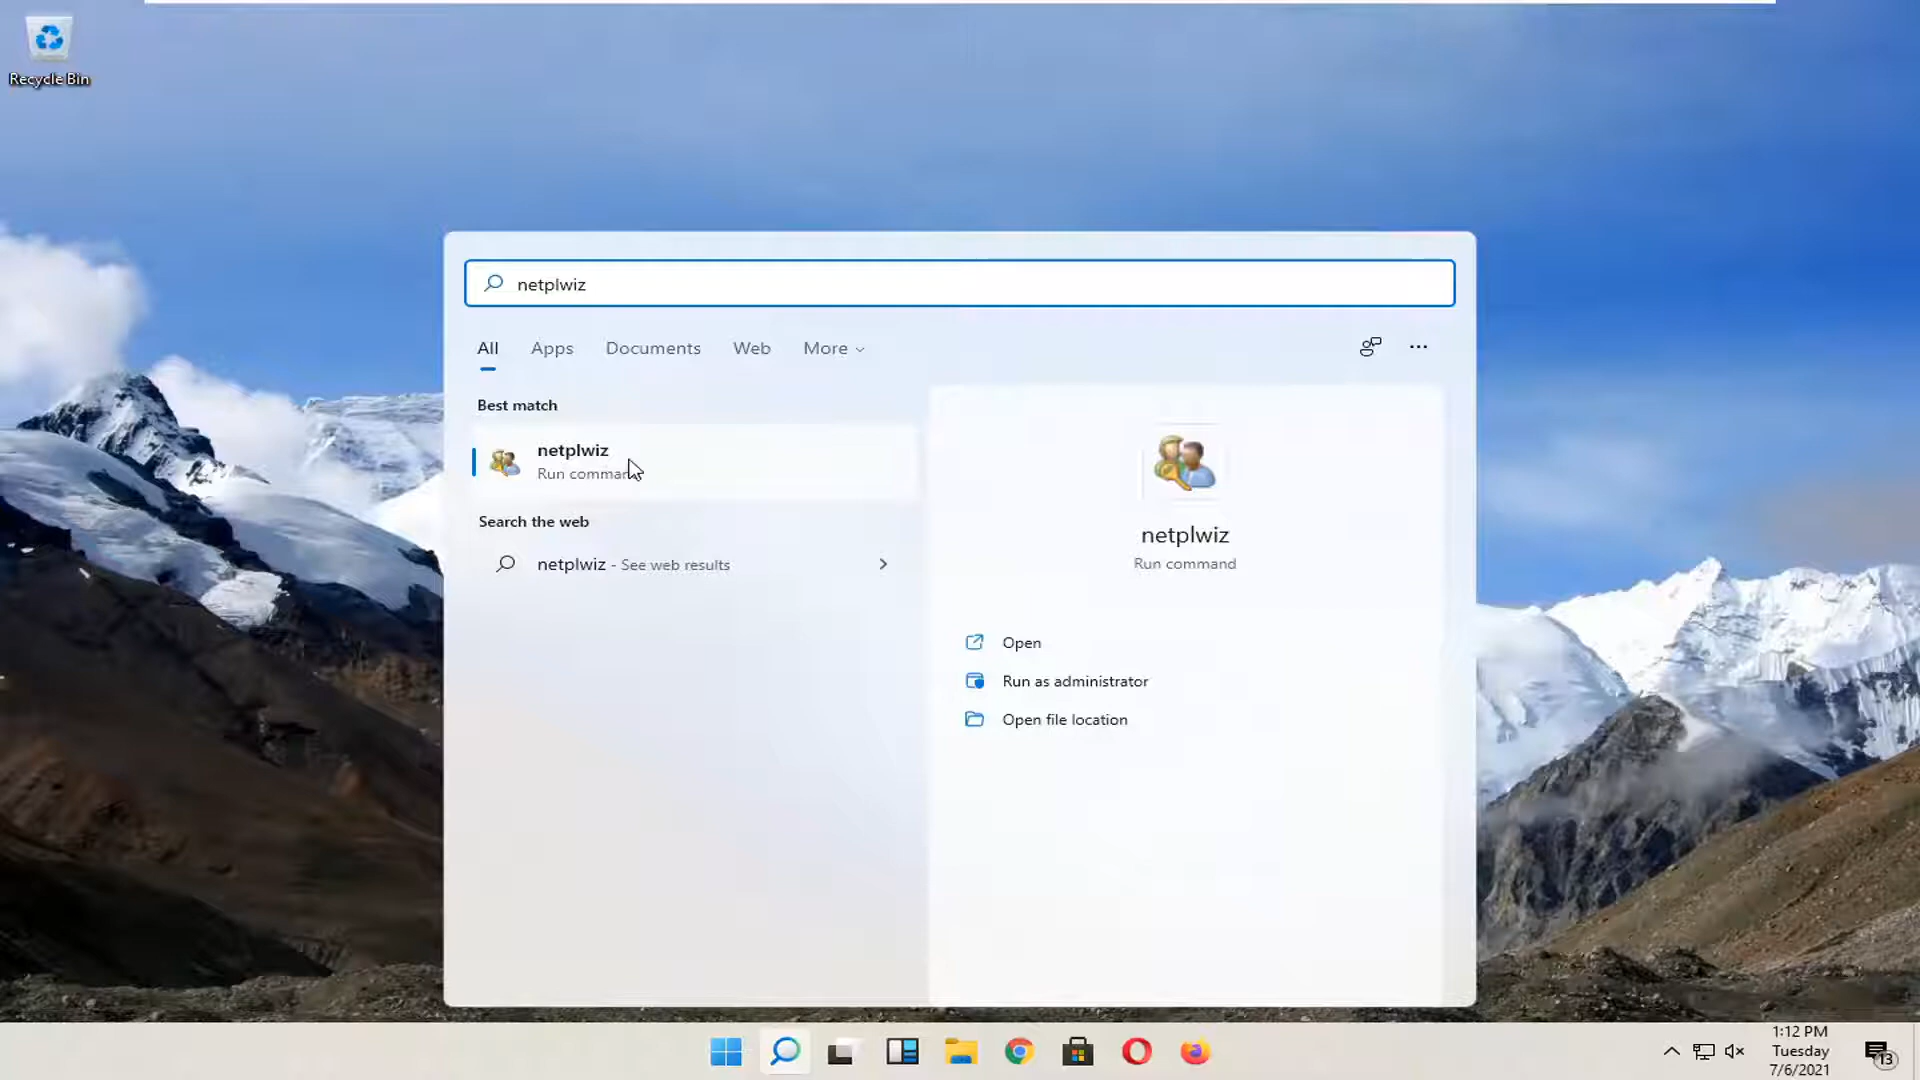 Recycle Bin
netplwiz
All Apps Documents Web More
Best match
netplwiz
Run command
Search the web
netplwiz - See web results
netplwiz
Run command
Open
Run as administrator
Open file location
1:12 PM
Tuesday
7/6/2021
13